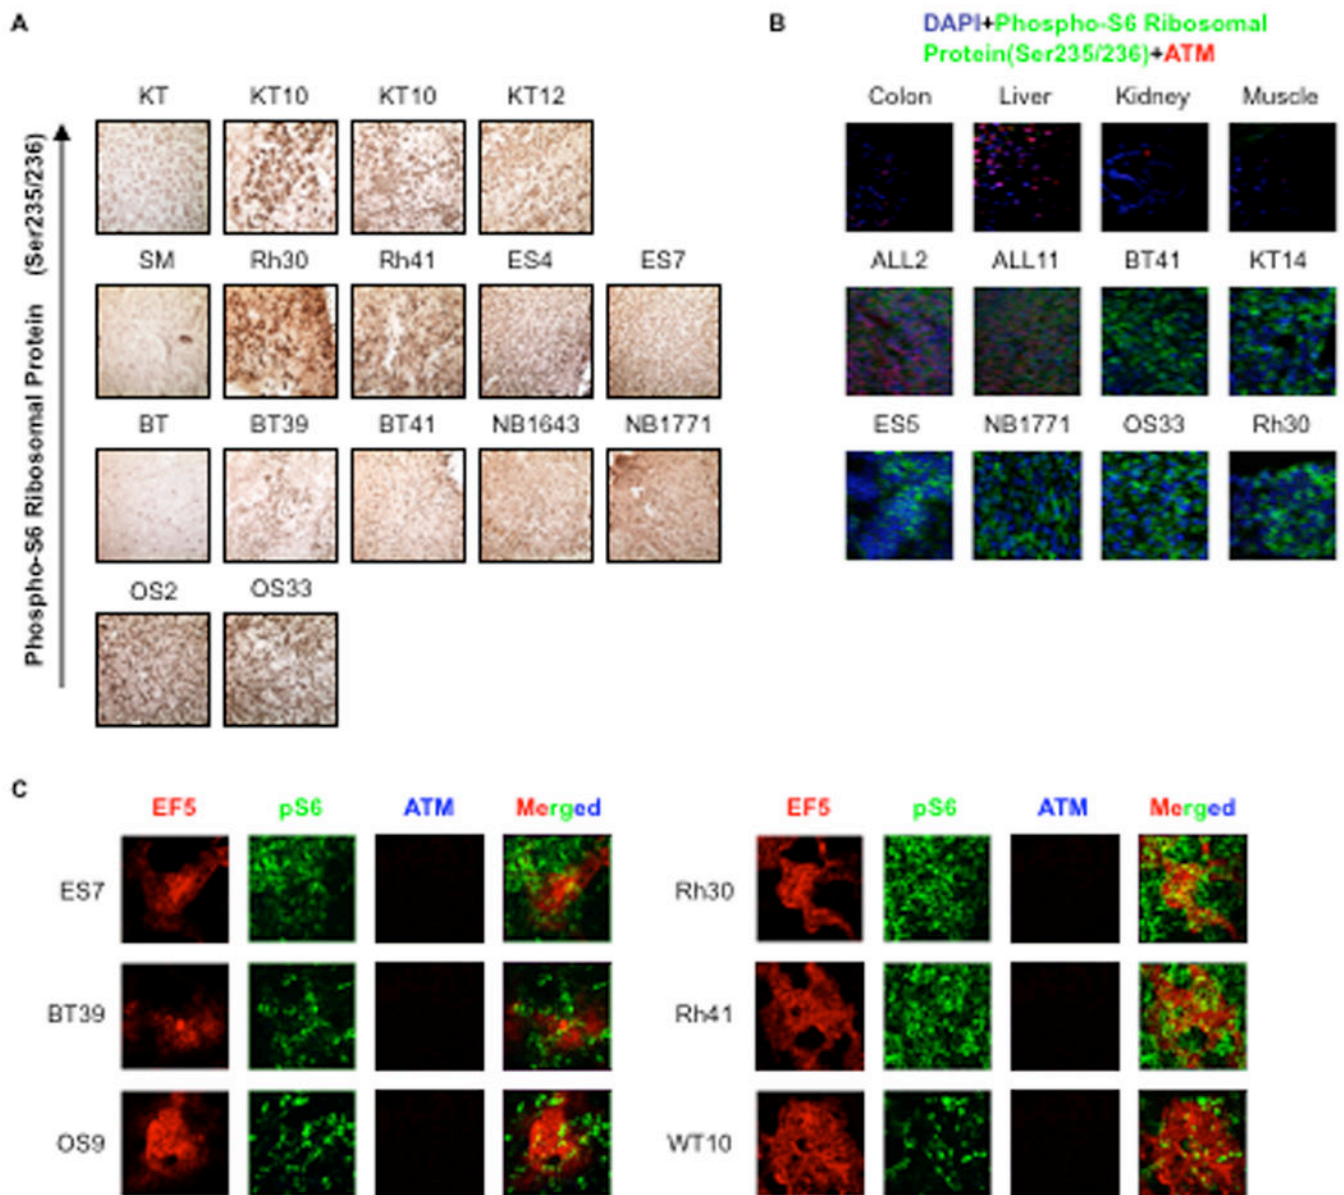 A
Phospho-S6 Ribosomal Protein (Ser235/236)
KT KT10 KT10 KT12
SM Rh30 Rh41 ES4 ES7
BT BT39 BT41 NB1643 NB1771
OS2 OS33
B
DAPI+Phospho-S6 Ribosomal
Protein(Ser235/236)+ATM
Colon Liver Kidney Muscle
ALL2 ALL11 BT41 KT14
ES5 NB1771 OS33 Rh30
C
EF5 pS6 ATM Merged
ES7
BT39
OS9
EF5 pS6 ATM Merged
Rh30
Rh41
WT10